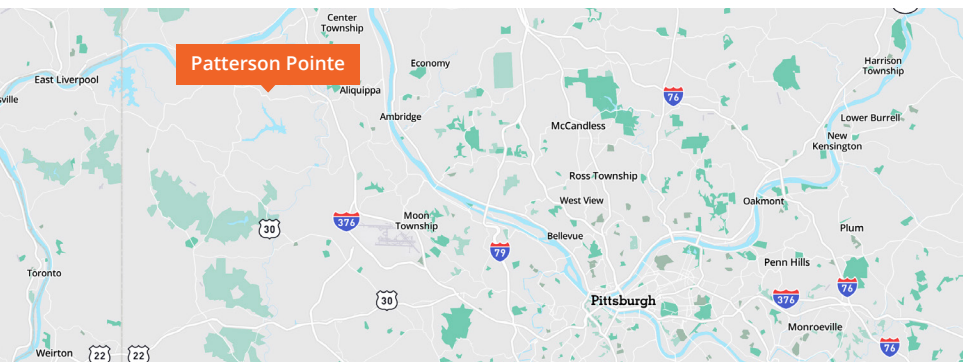 Center
Township
Patterson Pointe
Economy
East Liverpool
Aliquippa
sville
Harrison
Township
76
Ambridge
McCandless
Lower Burrell
New
Kensington
Ross Township
West View
Oakmont
376
Moon
Township
30
Plum
Bellevue
79
Penn Hills
Toronto
76
376
30
Pittsburgh
Monroeville
76
Weirton
22
22